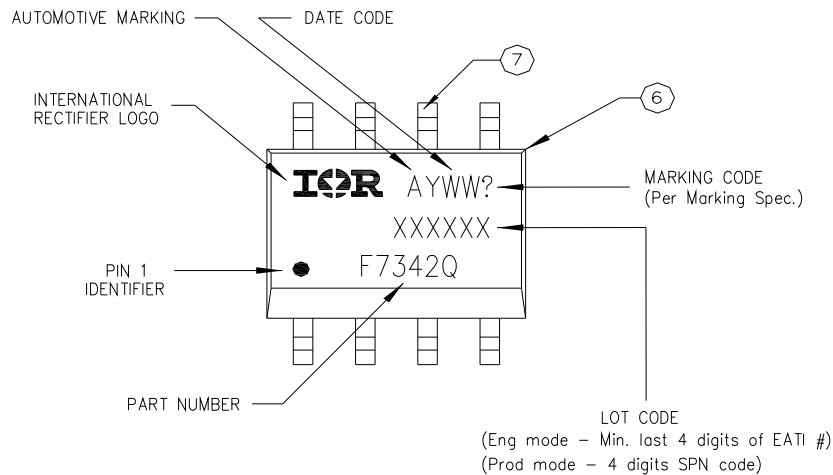 AUTOMOTIVE MARKING
DATE CODE
7
INTERNATIONAL
RECTIFIER LOGO
6
IOR
AYWW?
MARKING CODE
(Per Marking Spec.)
XXXXXX
PIN 1
IDENTIFIER
F7342Q
PART NUMBER
LOT CODE
(Eng mode – Min. last 4 digits of EATI #)
(Prod mode – 4 digits SPN code)